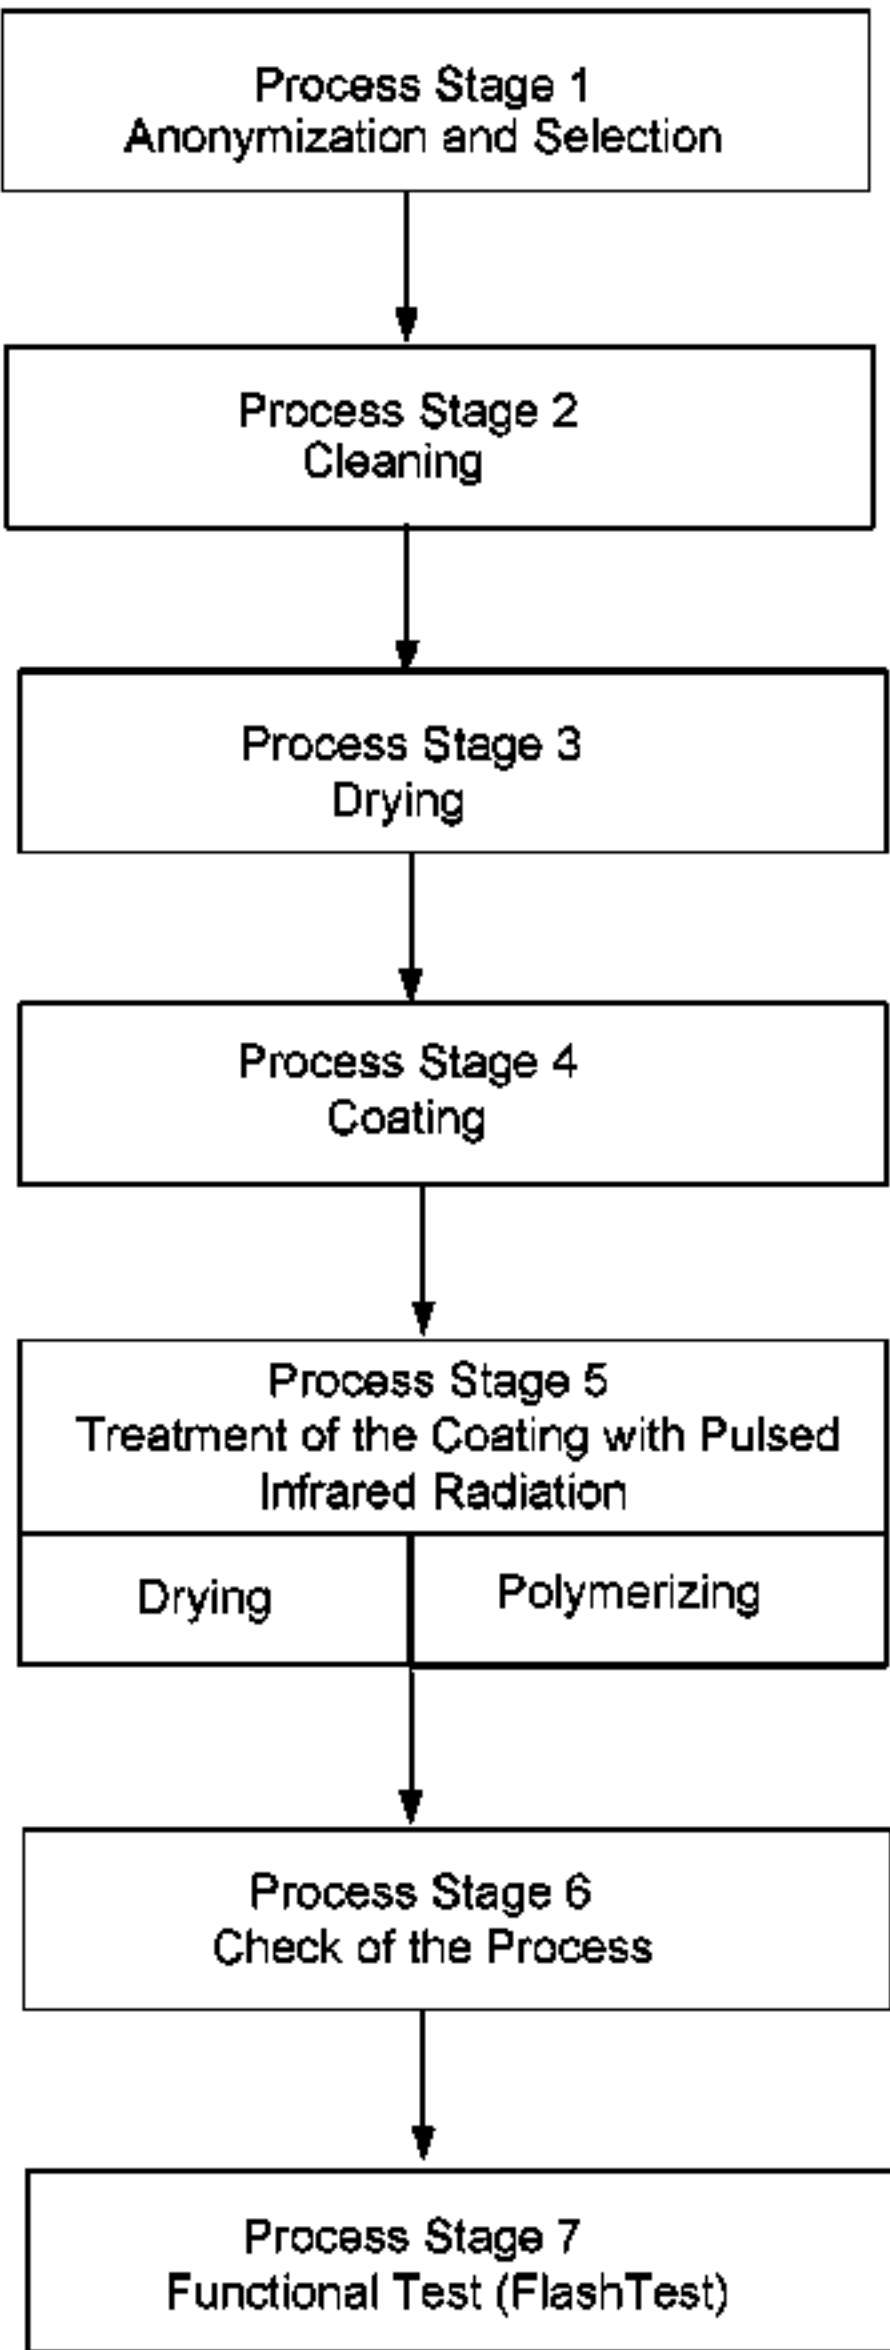 Process Stage 1
Anonymization and Selection
Process Stage 2
Cleaning
Process Stage 3
Drying
Process Stage 4
Coating
Process Stage 5
Treatment of the Coating with Pulsed
Infrared Radiation
Drying
Polymerizing
Process Stage 6
Check of the Process
Process Stage 7
Functional Test (FlashTest)